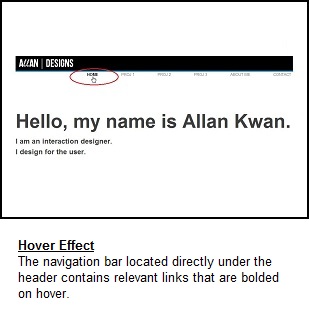 ALLAN | DESIGNS
HOME PROJ 1 PROJ 2 PROJ 3 ABOUT ME CONTACT
Hello, my name is Allan Kwan.
I am an interaction designer.
I design for the user.
Hover Effect
The navigation bar located directly under the
header contains relevant links that are bolded
on hover.